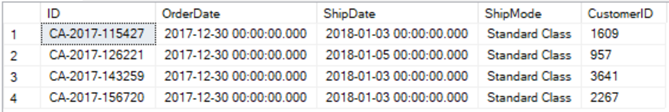 ID OrderDate ShipDate ShipMode CustomerID
1 CA-2017-115427 2017-12-30 00:00:00.000 2018-01-03 00:00:00.000 Standard Class 1609
2 CA-2017-126221 2017-12-30 00:00:00.000 2018-01-05 00:00:00.000 Standard Class 957
3 CA-2017-143259 2017-12-30 00:00:00.000 2018-01-03 00:00:00.000 Standard Class 3641
4 CA-2017-156720 2017-12-30 00:00:00.000 2018-01-03 00:00:00.000 Standard Class 2267